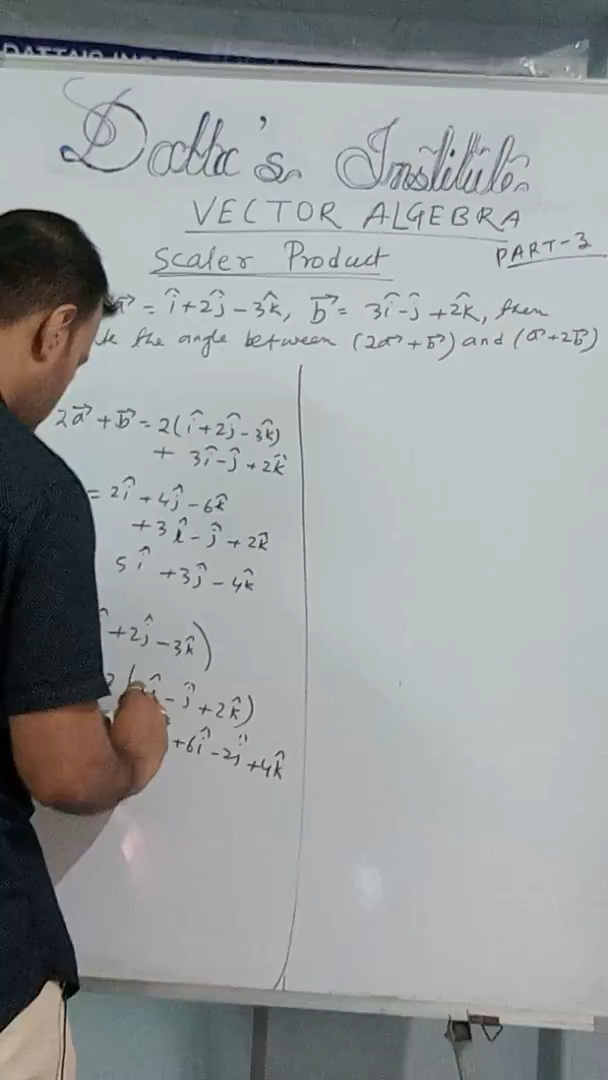 Datta's Institute.
VECTOR ALGEBRA
PART-3
Scaler Product
a⃗ = î+2ĵ-3k̂, b⃗ = 3î-ĵ+2k̂, then
the angle between (2a⃗+b⃗) and (a⃗+2b⃗)
2a⃗+b⃗ = 2(î+2ĵ-3k̂)
+ 3î-ĵ+2k̂
= 2î+4ĵ-6k̂
+3î-ĵ+2k̂
5î+3ĵ-4k̂
+2ĵ-3k̂)
-ĵ+2k̂)
+6î-2ĵ+4k̂